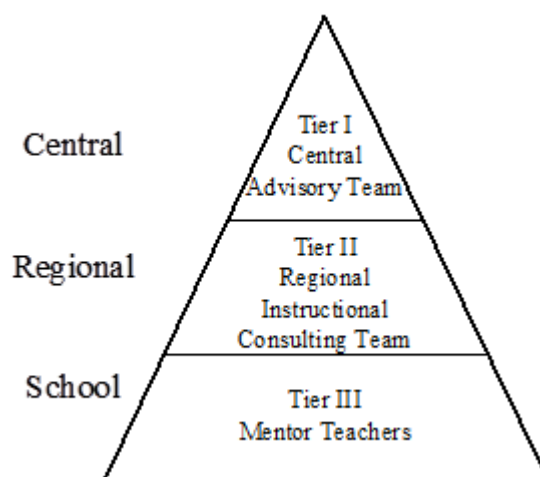 Central
Tier I
Central
Advisory Team
Regional
Tier II
Regional
Instructional
Consulting Team
School
Tier III
Mentor Teachers